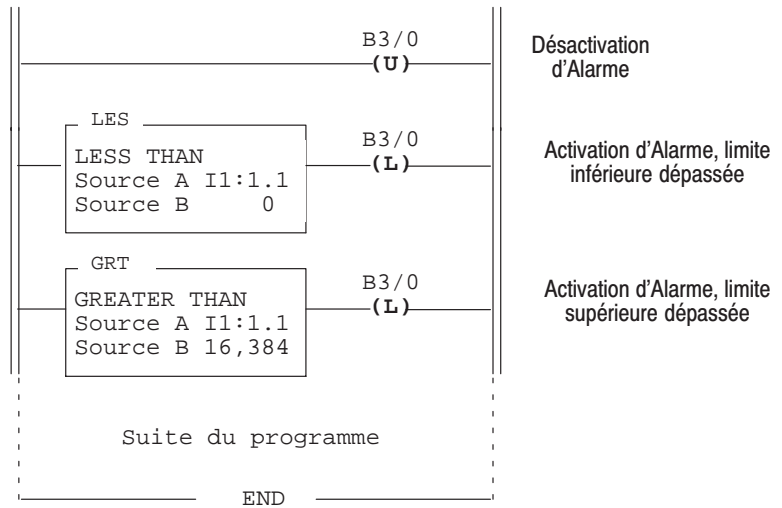 B3/0
(U)
Désactivation
d'Alarme
LES
LESS THAN
Source A I1:1.1
Source B 0
B3/0
(L)
Activation d'Alarme, limite
inférieure dépassée
GRT
GREATER THAN
Source A I1:1.1
Source B 16,384
B3/0
(L)
Activation d'Alarme, limite
supérieure dépassée
Suite du programme
END